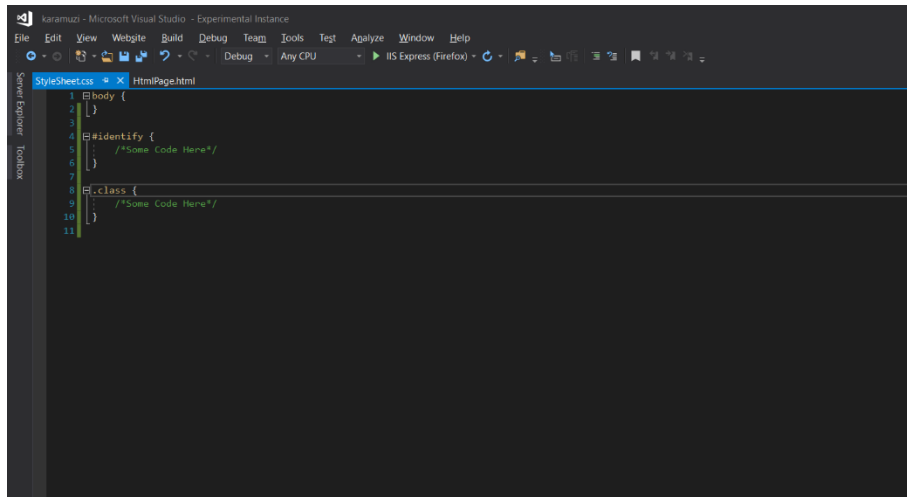 karamuzi - Microsoft Visual Studio - Experimental Instance
File Edit View Website Build Debug Team Tools Test Analyze Window Help
Debug Any CPU IIS Express (Firefox)
StyleSheet.css HtmlPage.html
Server Explorer
Toolbox
1 body {
2 }
3
4 #identify {
5 /*Some Code Here*/
6 }
7
8 .class {
9 /*Some Code Here*/
10 }
11